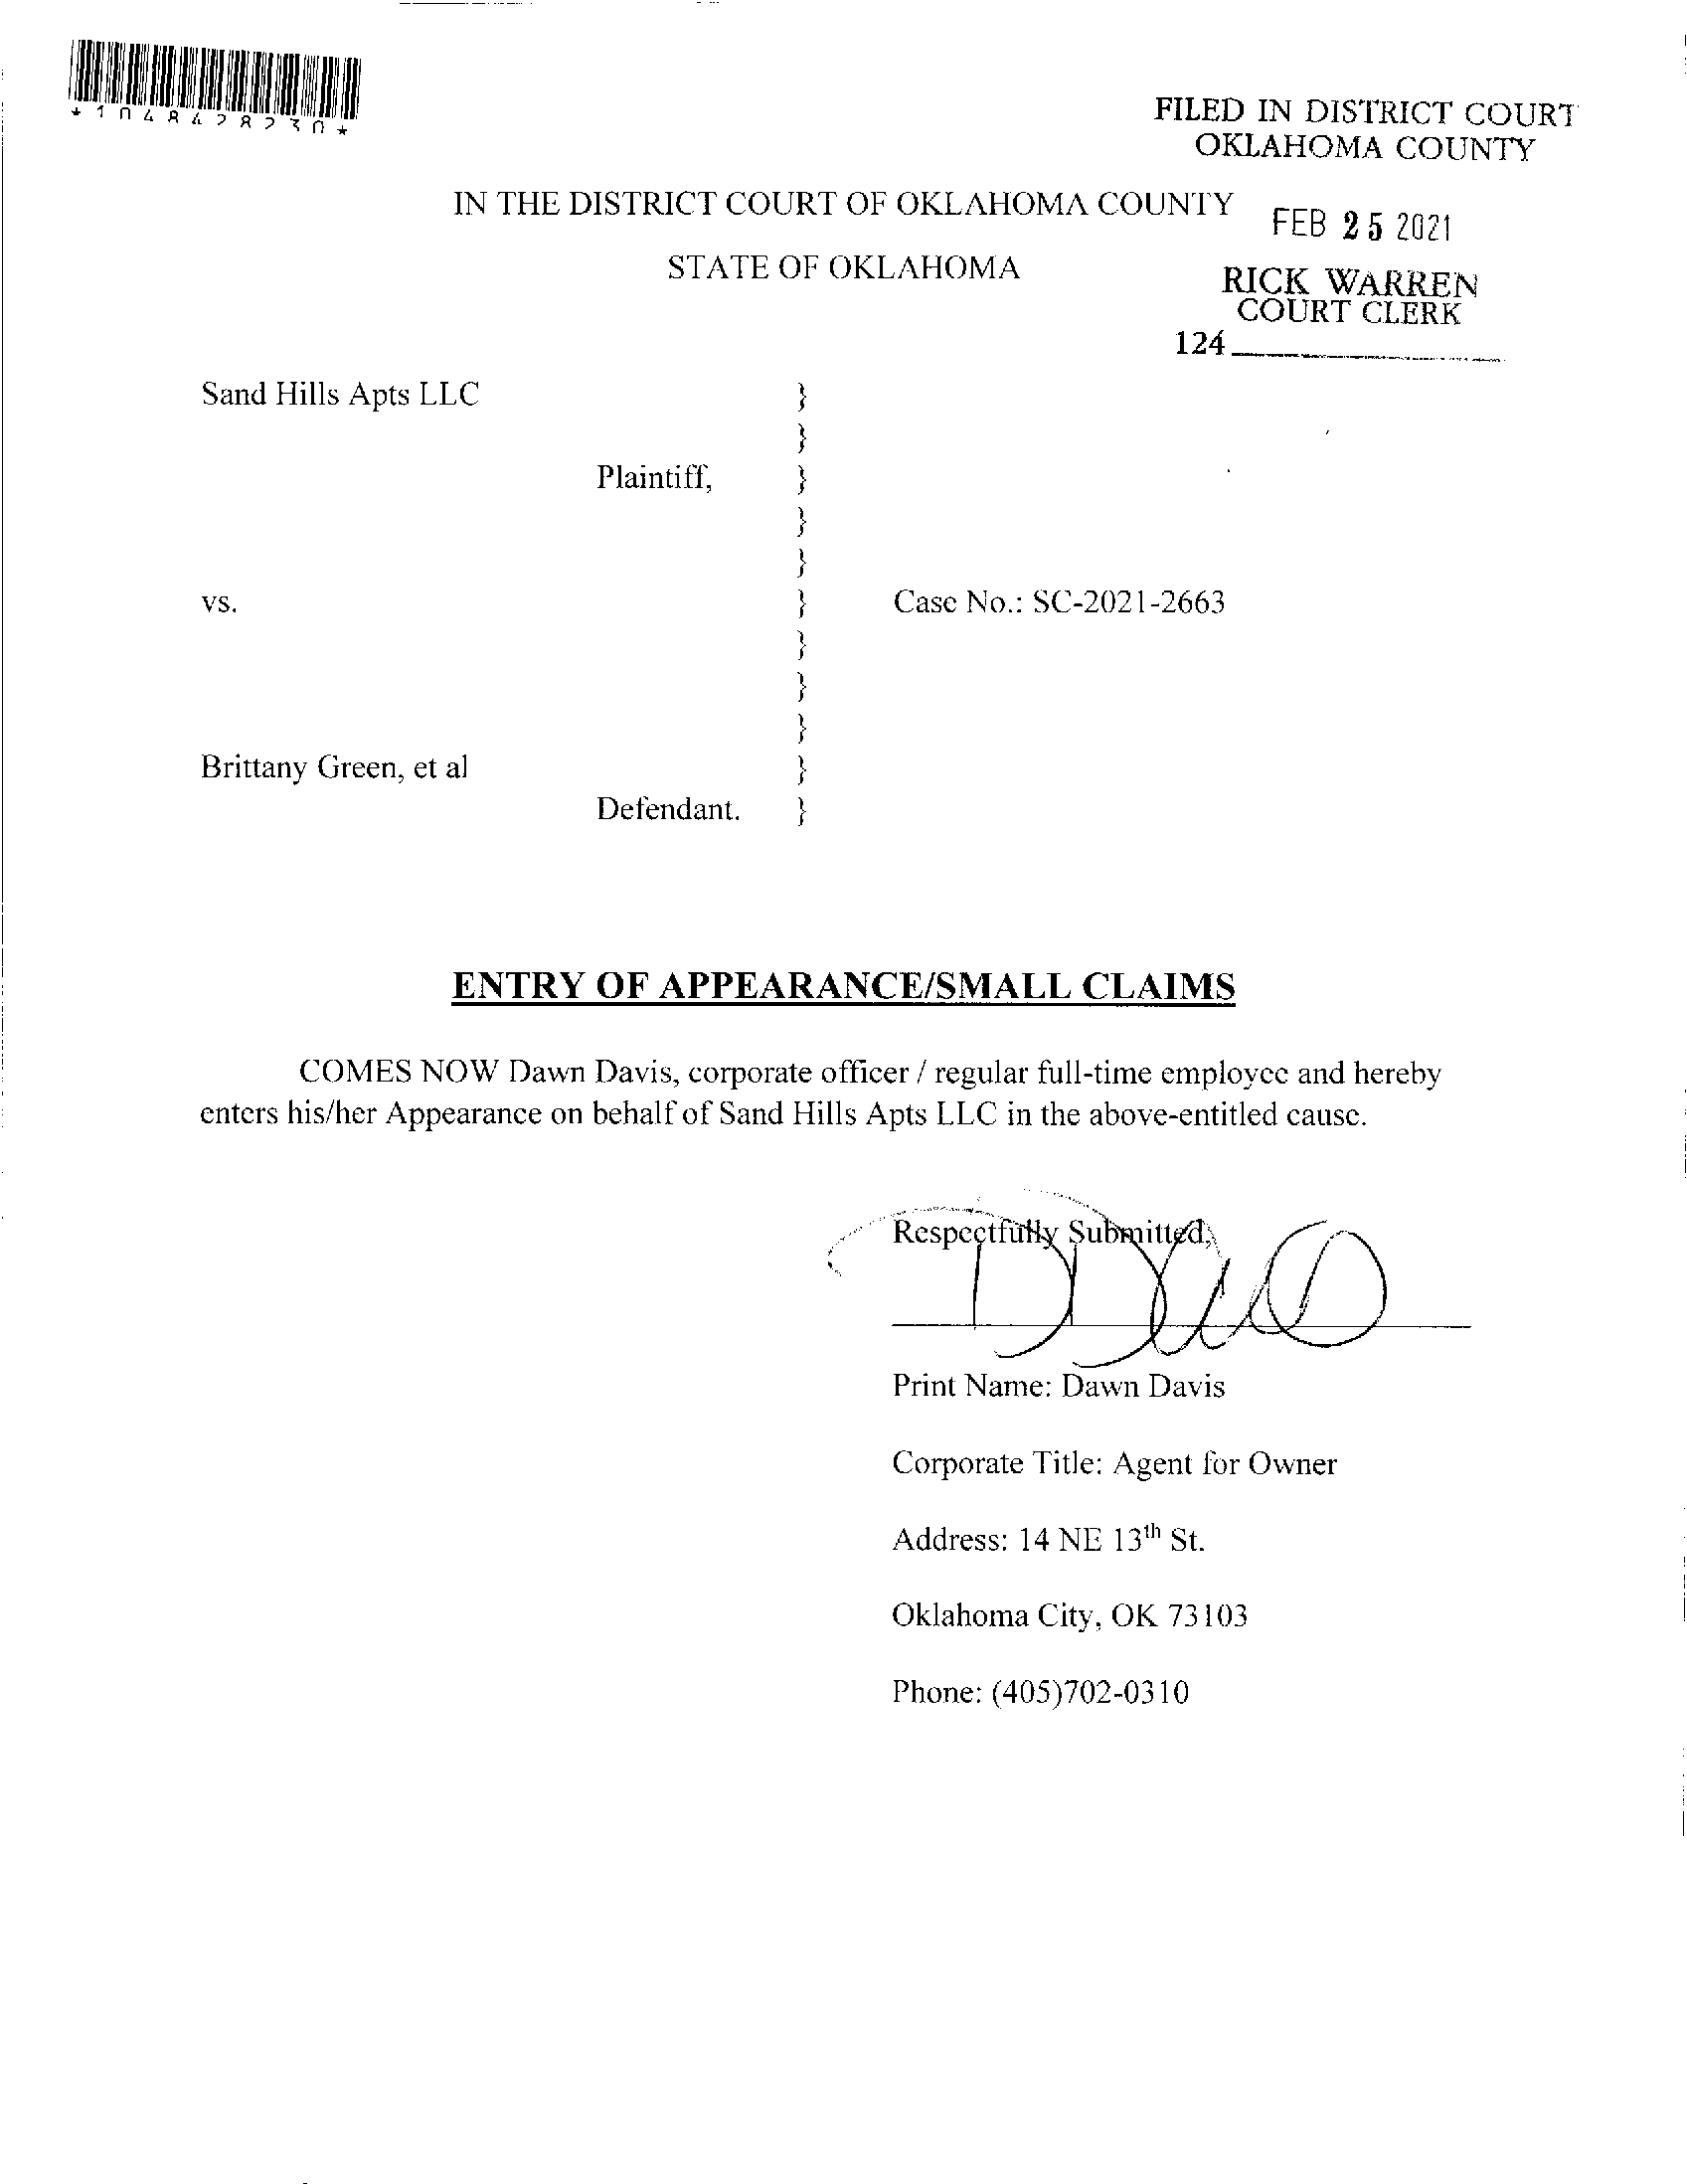 *1048428230*
FILED IN DISTRICT COURT
OKLAHOMA COUNTY
IN THE DISTRICT COURT OF OKLAHOMA COUNTY
FEB 25 2021
STATE OF OKLAHOMA
RICK WARREN
COURT CLERK
124
Sand Hills Apts LLC }
}
Plaintiff, }
}
}
vs. } Case No.: SC-2021-2663
}
}
}
Brittany Green, et al }
Defendant. }
ENTRY OF APPEARANCE/SMALL CLAIMS
COMES NOW Dawn Davis, corporate officer / regular full-time employee and hereby
enters his/her Appearance on behalf of Sand Hills Apts LLC in the above-entitled cause.
Respectfully Submitted,
Print Name: Dawn Davis
Corporate Title: Agent for Owner
Address: 14 NE 13th St.
Oklahoma City, OK 73103
Phone: (405)702-0310